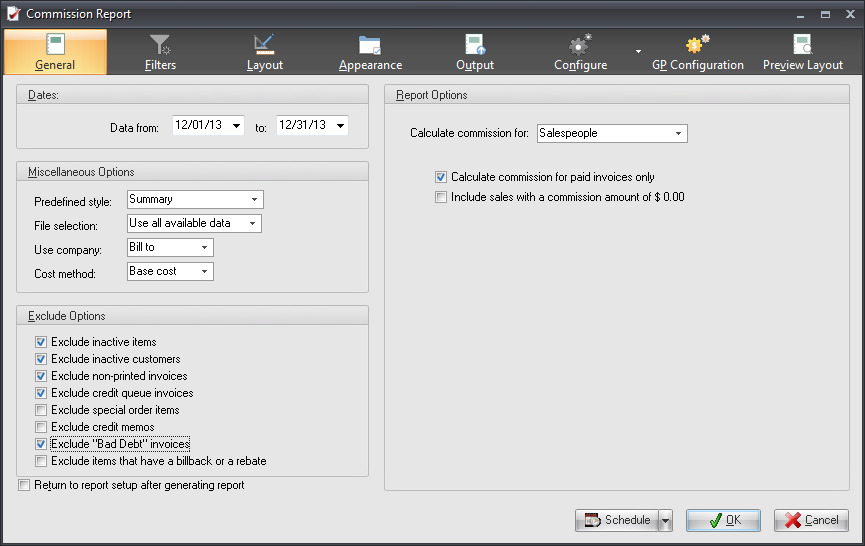 Commission Report
General Filters Layout Appearance Output Configure GP Configuration Preview Layout
Dates:
Data from: 12/01/13 to: 12/31/13
Miscellaneous Options
Predefined style: Summary
File selection: Use all available data
Use company: Bill to
Cost method: Base cost
Exclude Options
Exclude inactive items
Exclude inactive customers
Exclude non-printed invoices
Exclude credit queue invoices
Exclude special order items
Exclude credit memos
Exclude "Bad Debt" invoices
Exclude items that have a billback or a rebate
Return to report setup after generating report
Report Options
Calculate commission for: Salespeople
Calculate commission for paid invoices only
Include sales with a commission amount of $ 0.00
Schedule OK Cancel